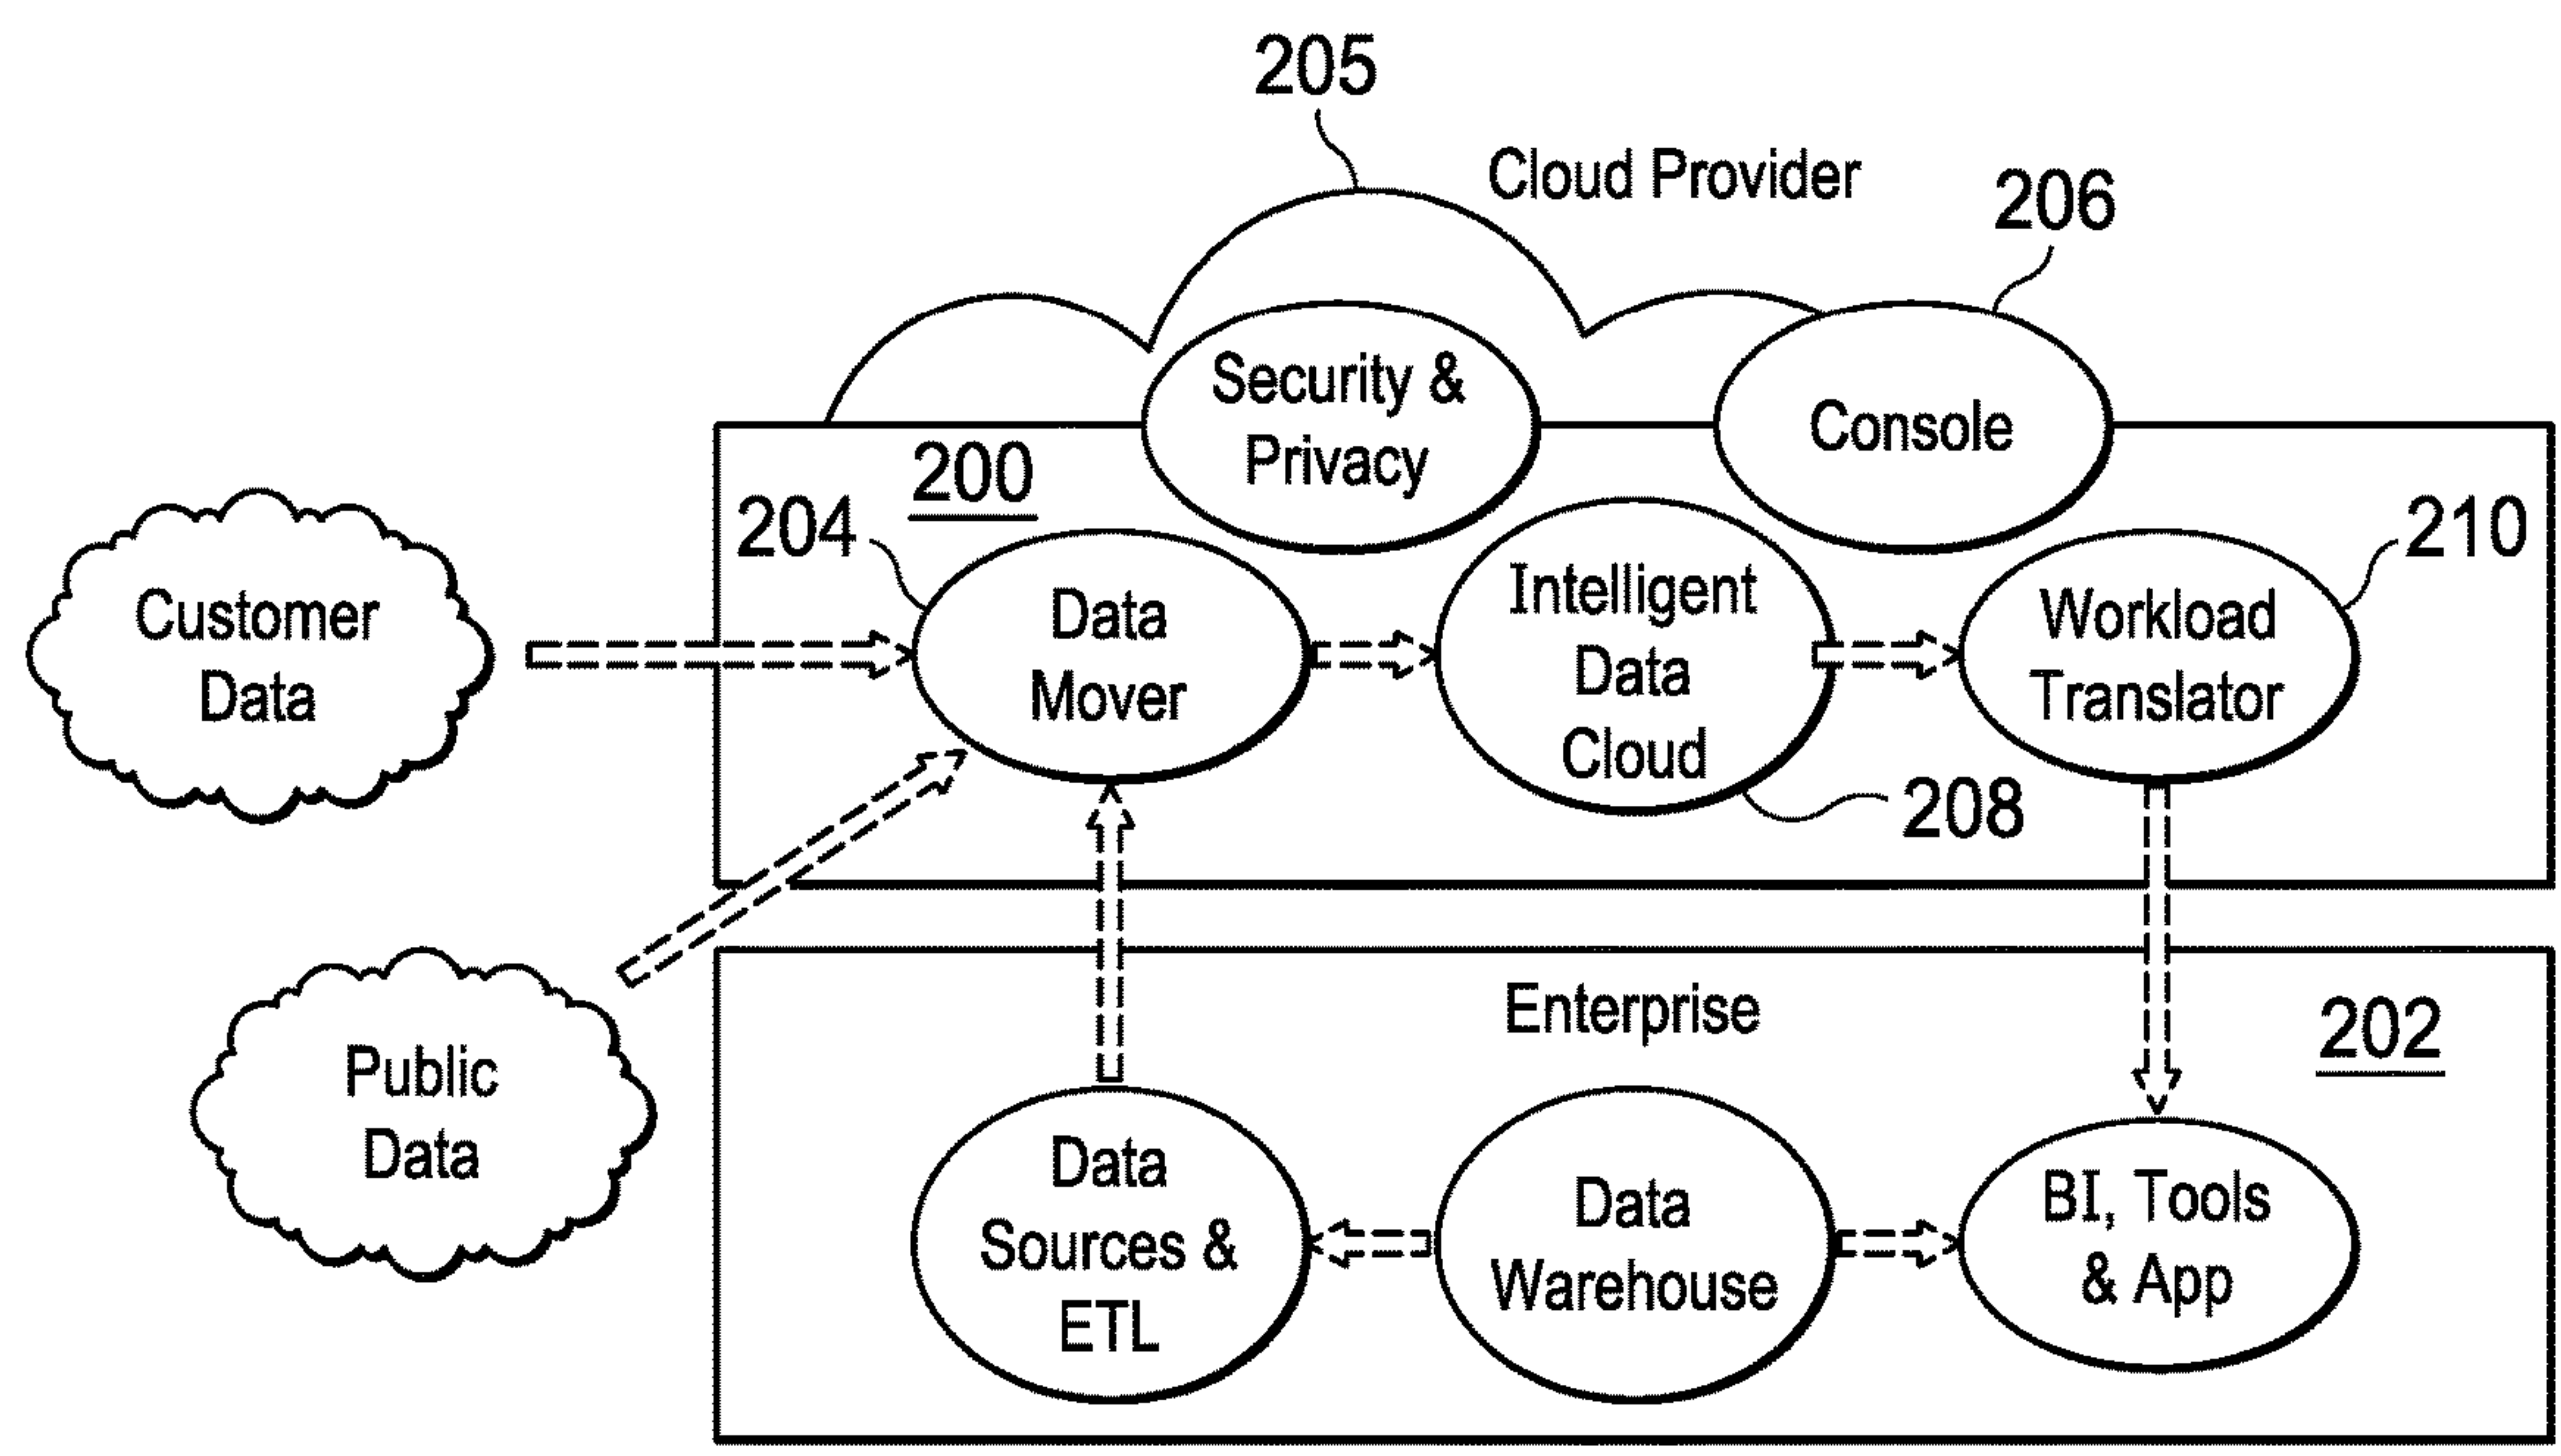 205
Cloud Provider
206
Security &
Privacy
Console
200
204
210
Customer
Data
Data
Mover
Intelligent
Data
Cloud
Workload
Translator
208
Public
Data
Enterprise
202
Data
Sources &
ETL
Data
Warehouse
BI, Tools
& App